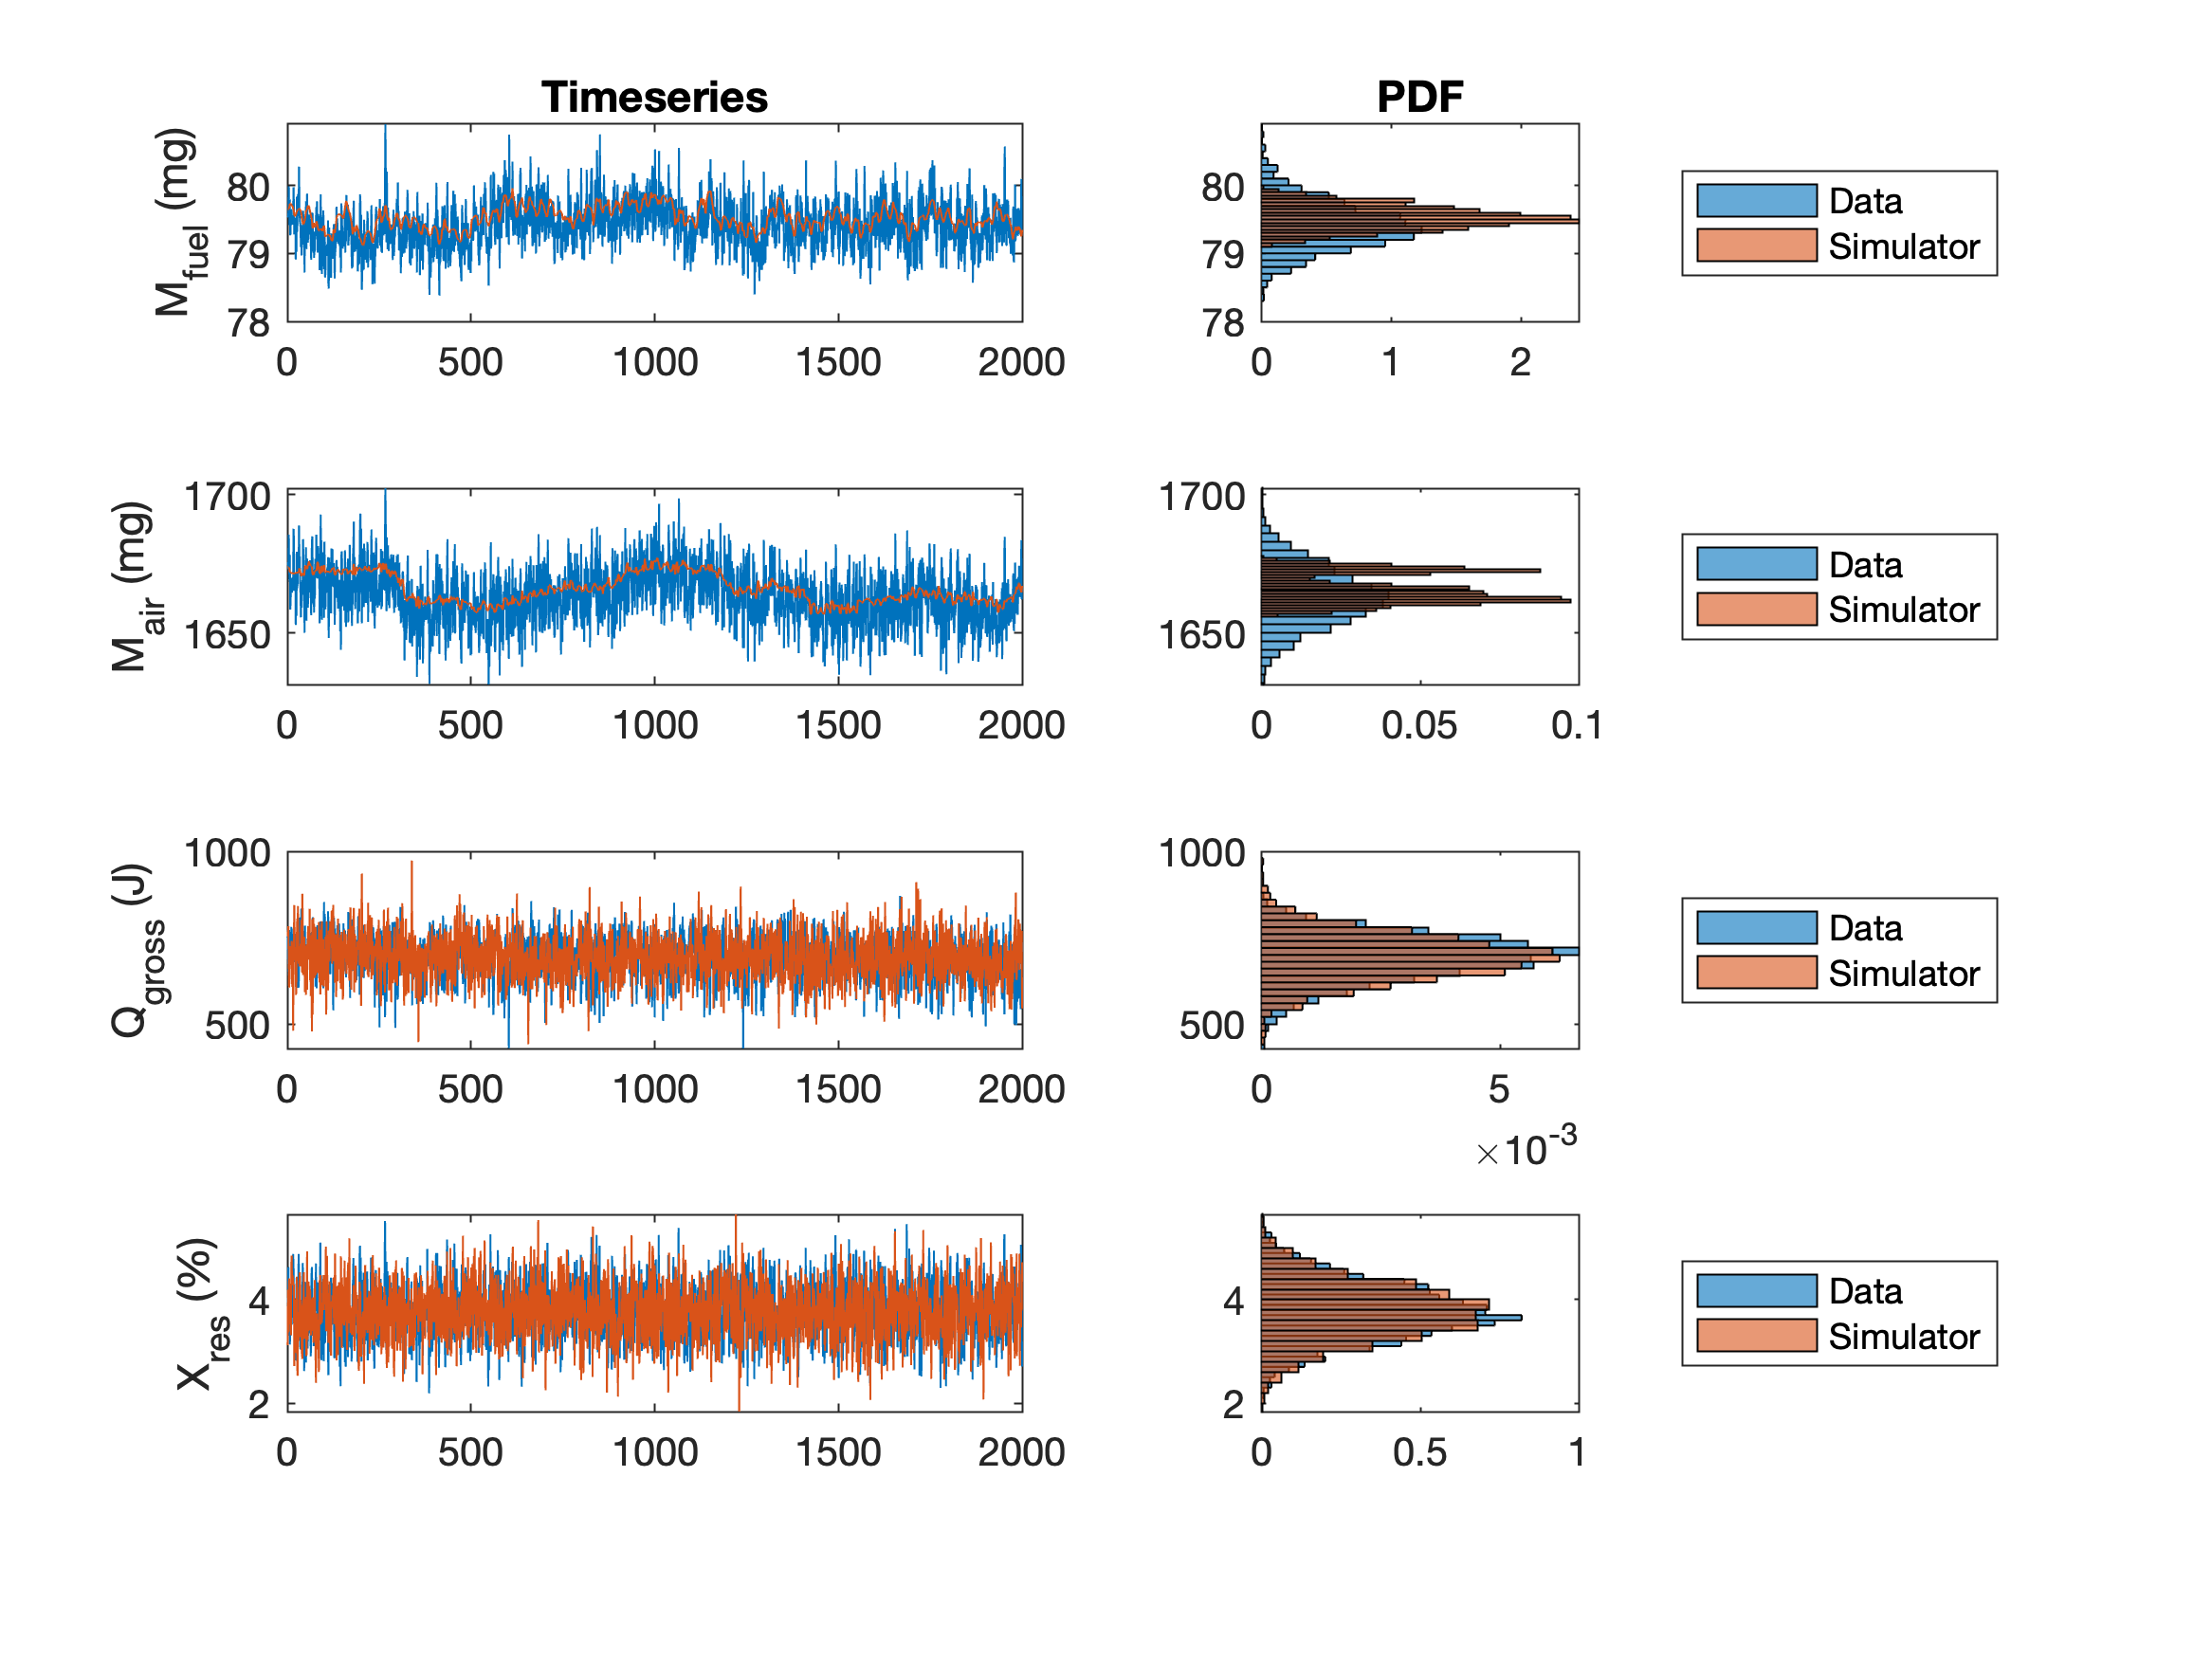 Timeseries
PDF
M_fuel (mg)
80
79
78
0 500 1000 1500 2000
80
79
78
0 1 2
Data
Simulator
M_air (mg)
1700
1650
0 500 1000 1500 2000
1700
1650
0 0.05 0.1
Data
Simulator
Q_gross (J)
1000
500
0 500 1000 1500 2000
1000
500
0 5
×10^-3
Data
Simulator
X_res (%)
4
2
0 500 1000 1500 2000
4
2
0 0.5 1
Data
Simulator